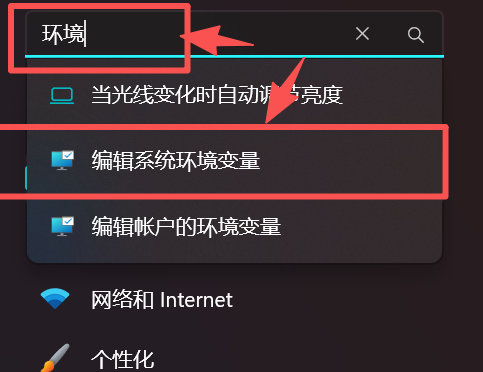 环境
当光线变化时自动调节亮度
编辑系统环境变量
编辑帐户的环境变量
网络和 Internet
个性化